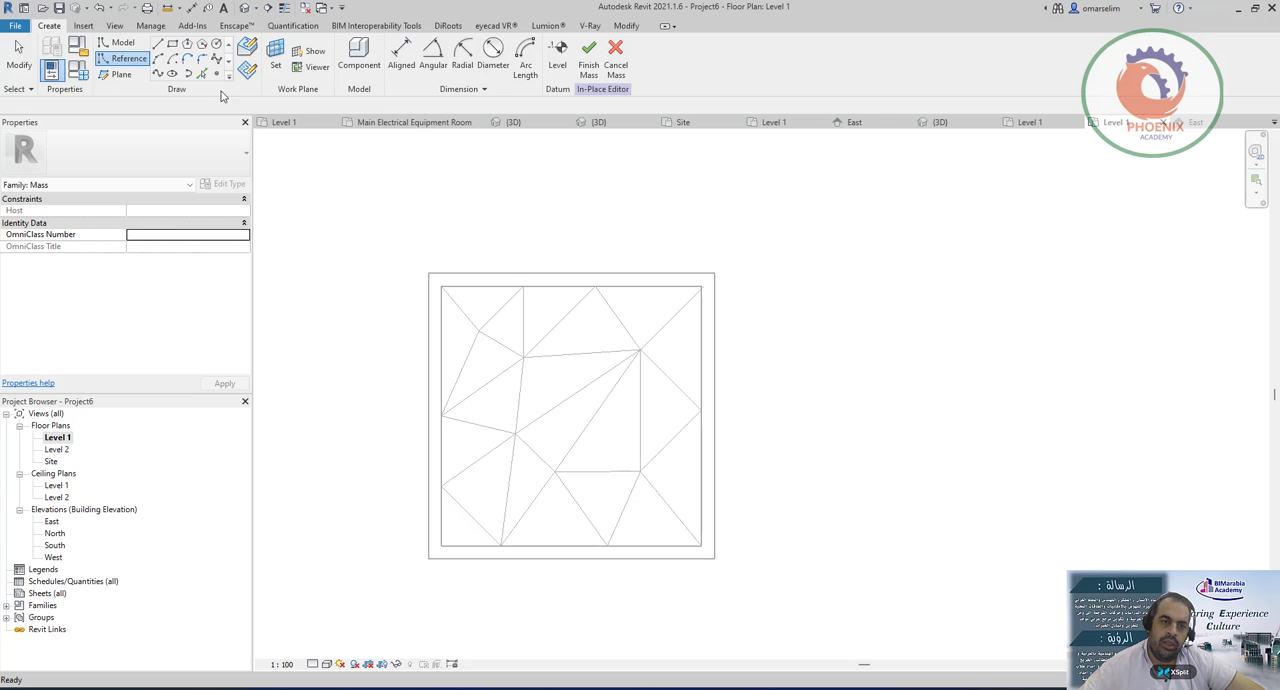 Autodesk Revit 2021.1.6 - Floor Plan: Level 1
omarselim
File Create Insert View Manage Add-Ins Enscape™ Quantification BIM Interoperability Tools DiRoots eyecad VR® Lumion® V-Ray Modify
Modify
Model
Reference
Plane
Set
Show
Viewer
Component
Aligned Angular Radial Diameter Arc Length
Level
Finish Mass
Cancel Mass
Select Properties Draw Work Plane Model Dimension Datum In-Place Editor
Properties
Level 1 Main Electrical Equipment Room {3D} {3D} Site Level 1 East {3D} Level 1 Level 1 East
PHOENIX
ACADEMY
Family: Mass
Edit Type
Constraints
Host
Identity Data
OmniClass Number
OmniClass Title
Properties help
Apply
Project Browser - Project6
Views (all)
Floor Plans
Level 1
Level 2
Site
Ceiling Plans
Level 1
Level 2
Elevations (Building Elevation)
East
North
South
West
Legends
Schedules/Quantities (all)
Sheets (all)
Families
Groups
Revit Links
1 : 100
Ready
الرسالة :
BIMarabia
Academy
Experience
Culture
الرؤية :
XSplit